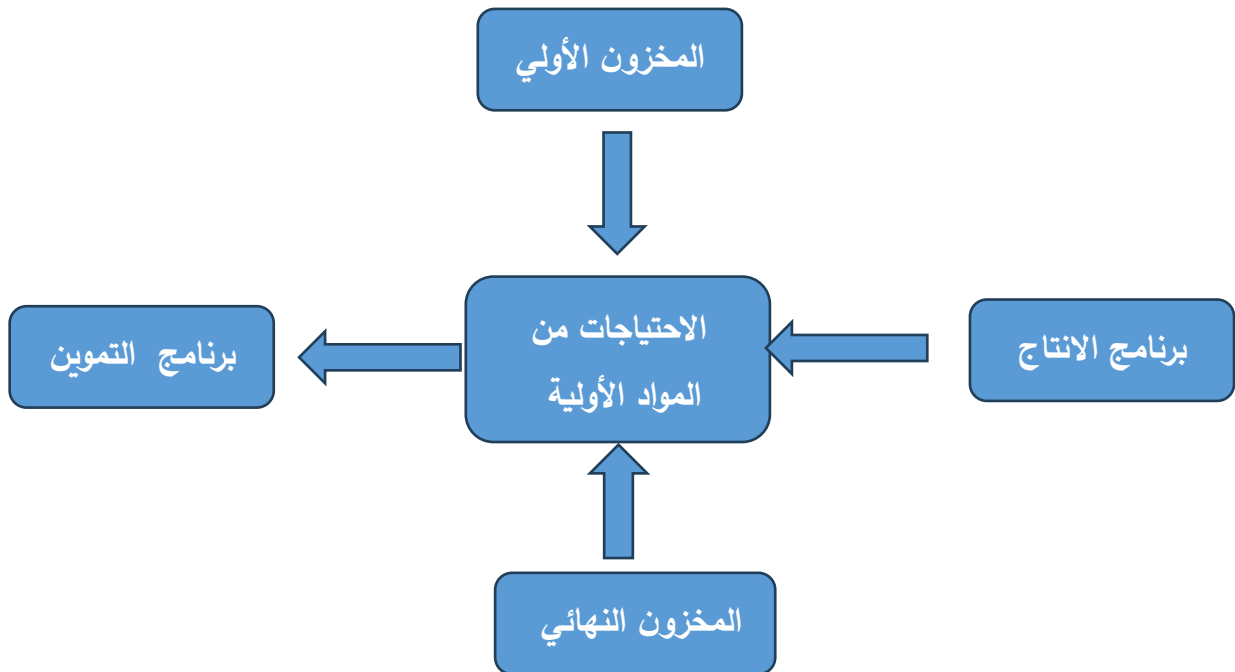 المخزون الأولي
برنامج الانتاج
الاحتياجات من
المواد الأولية
برنامج التموين
المخزون النهائي